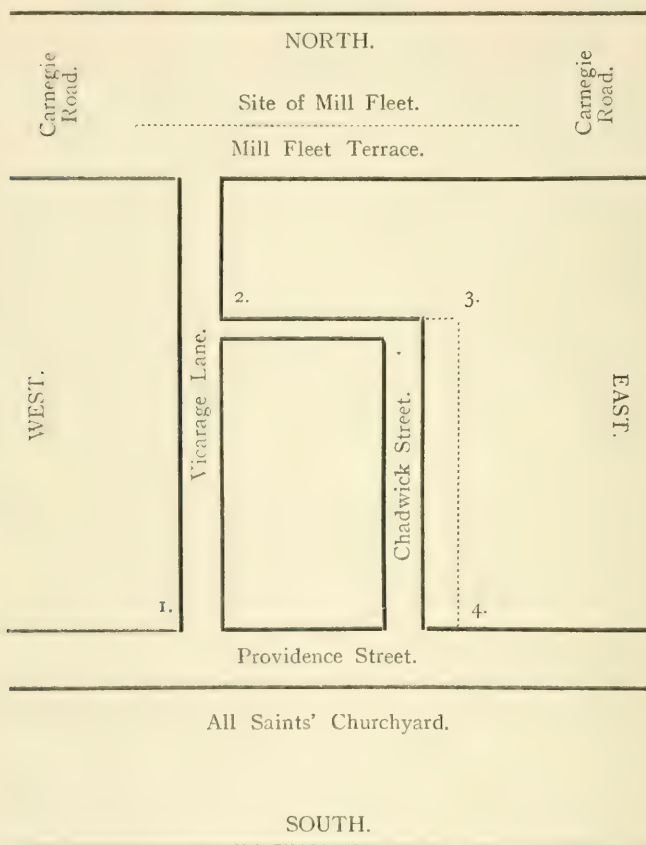 NORTH.
Carnegie
Road.
Carnegie
Road.
Site of Mill Fleet.
Mill Fleet Terrace.
2.
3.
Vicarage Lane.
WEST.
EAST.
Chadwick Street.
1.
4.
Providence Street.
All Saints' Churchyard.
SOUTH.